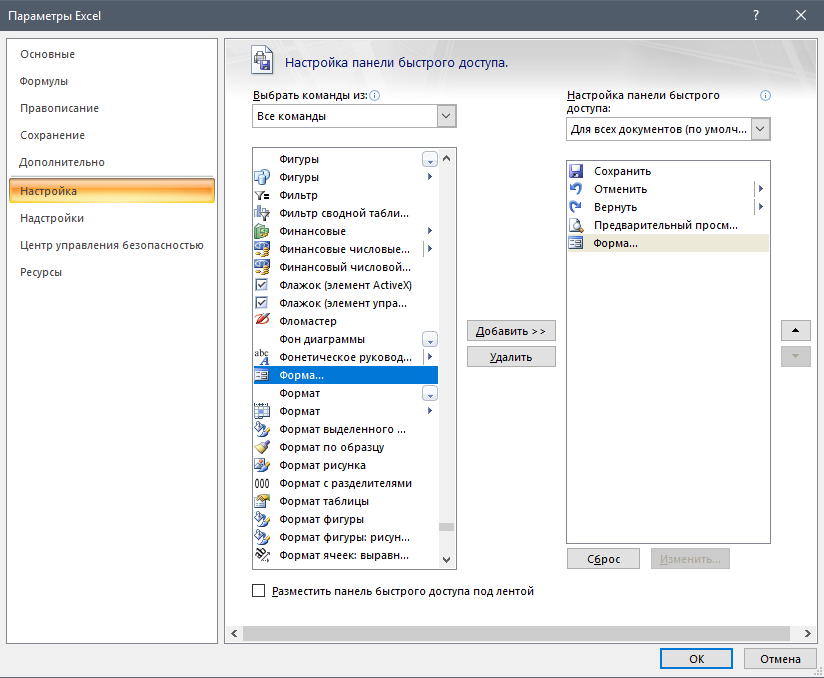 Параметры Excel
?
Основные
Формулы
Правописание
Сохранение
Дополнительно
Настройка
Надстройки
Центр управления безопасностью
Ресурсы
Настройка панели быстрого доступа.
Выбрать команды из:
Все команды
Фигуры
Фигуры
Фильтр
Фильтр сводной табли...
Финансовые
Финансовые числовые...
Финансовый числовой...
Флажок (элемент ActiveX)
Флажок (элемент упра...
Фломастер
Фон диаграммы
Фонетическое руковод...
Форма...
Формат
Формат
Формат выделенного ...
Формат по образцу
Формат рисунка
Формат с разделителями
Формат таблицы
Формат фигуры
Формат фигуры: рисун...
Формат ячеек: выравн...
Добавить >>
Удалить
Настройка панели быстрого
доступа:
Для всех документов (по умолч...
Сохранить
Отменить
Вернуть
Предварительный просм...
Форма...
Сброс
Изменить...
Разместить панель быстрого доступа под лентой
ОК
Отмена